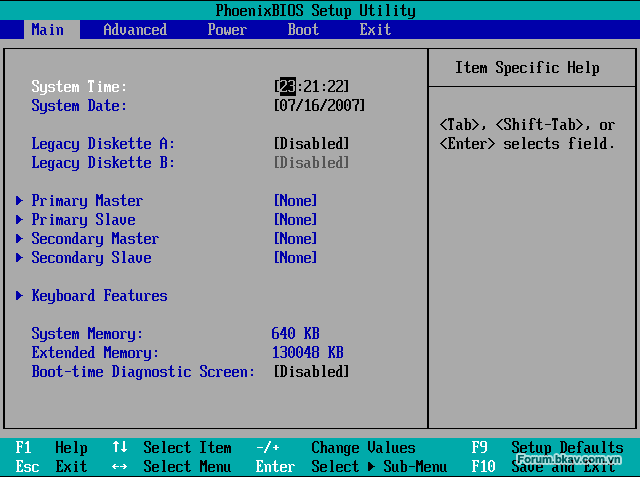 PhoenixBIOS Setup Utility
Main Advanced Power Boot Exit
Item Specific Help
System Time: [23:21:22]
System Date: [07/16/2007]
<Tab>, <Shift-Tab>, or
<Enter> selects field.
Legacy Diskette A: [Disabled]
Legacy Diskette B: [Disabled]
Primary Master [None]
Primary Slave [None]
Secondary Master [None]
Secondary Slave [None]
Keyboard Features
System Memory: 640 KB
Extended Memory: 130048 KB
Boot-time Diagnostic Screen: [Disabled]
F1 Help ↑↓ Select Item -/+ Change Values F9 Setup Defaults
Esc Exit ↔ Select Menu Enter Select ▶ Sub-Menu F10 Save and Exit
Forum.bkav.com.vn